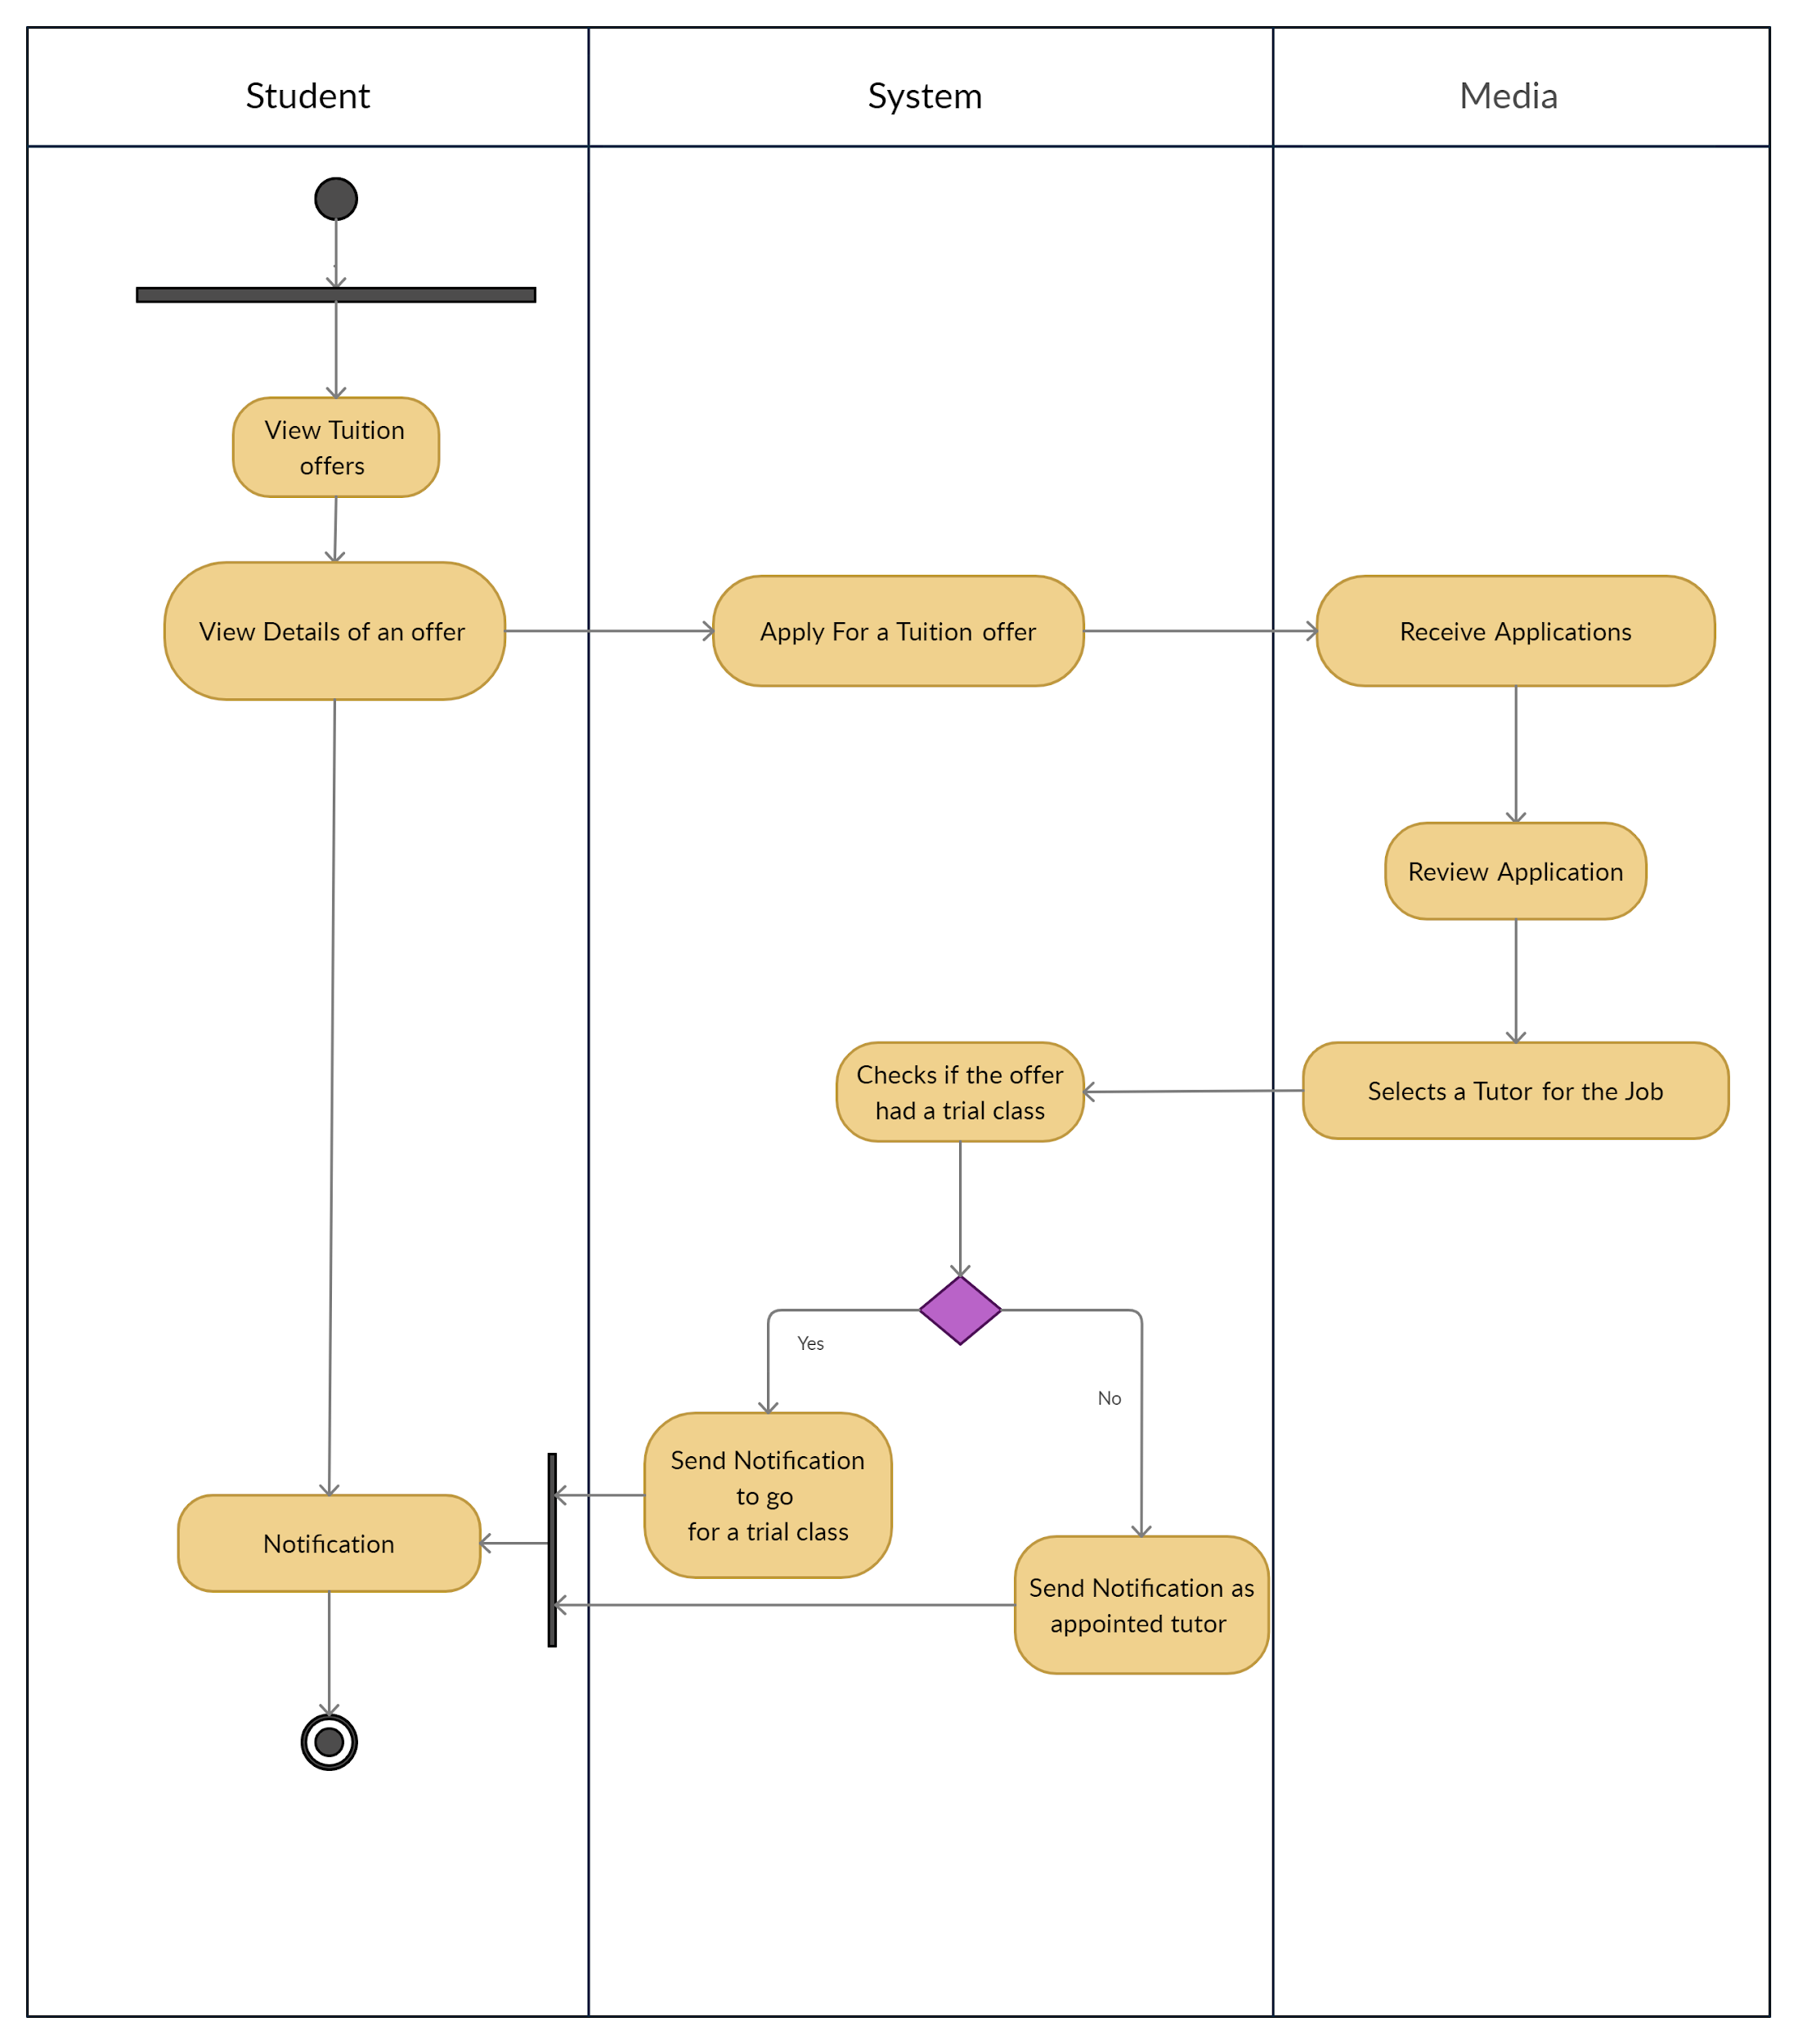 Student
System
Media
View Tuition
offers
View Details of an offer
Apply For a Tuition offer
Receive Applications
Review Application
Checks if the offer
had a trial class
Selects a Tutor for the Job
Yes
No
Send Notification
to go
for a trial class
Notification
Send Notification as
appointed tutor